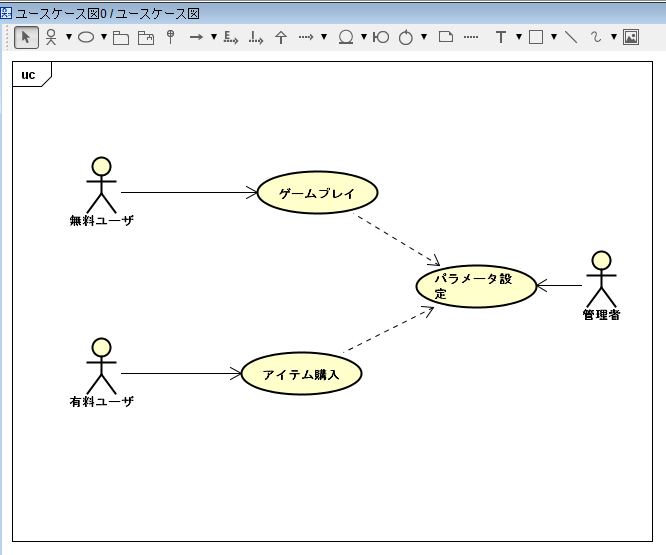 ユースケース図0 / ユースケース図
E
I
T
uc
無料ユーザ
ゲームプレイ
パラメータ設
定
管理者
有料ユーザ
アイテム購入